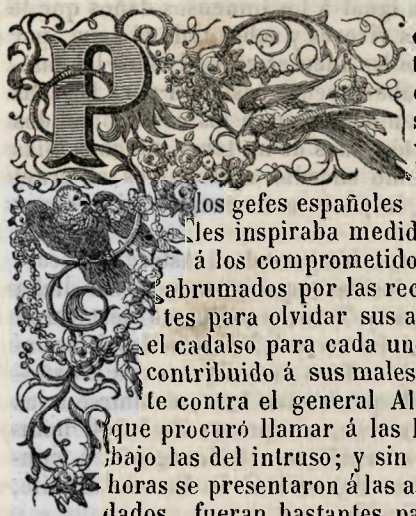 P
los gefes españoles
les inspiraba medid
á los comprometido
abrumados por las rec
tes para olvidar sus a
el cadalso para cada un
contribuido á sus males
te contra el general Al
que procuró llamar á las
bajo las del intruso; y sin
horas se presentaron á las a
dados, fueran bastantes pa